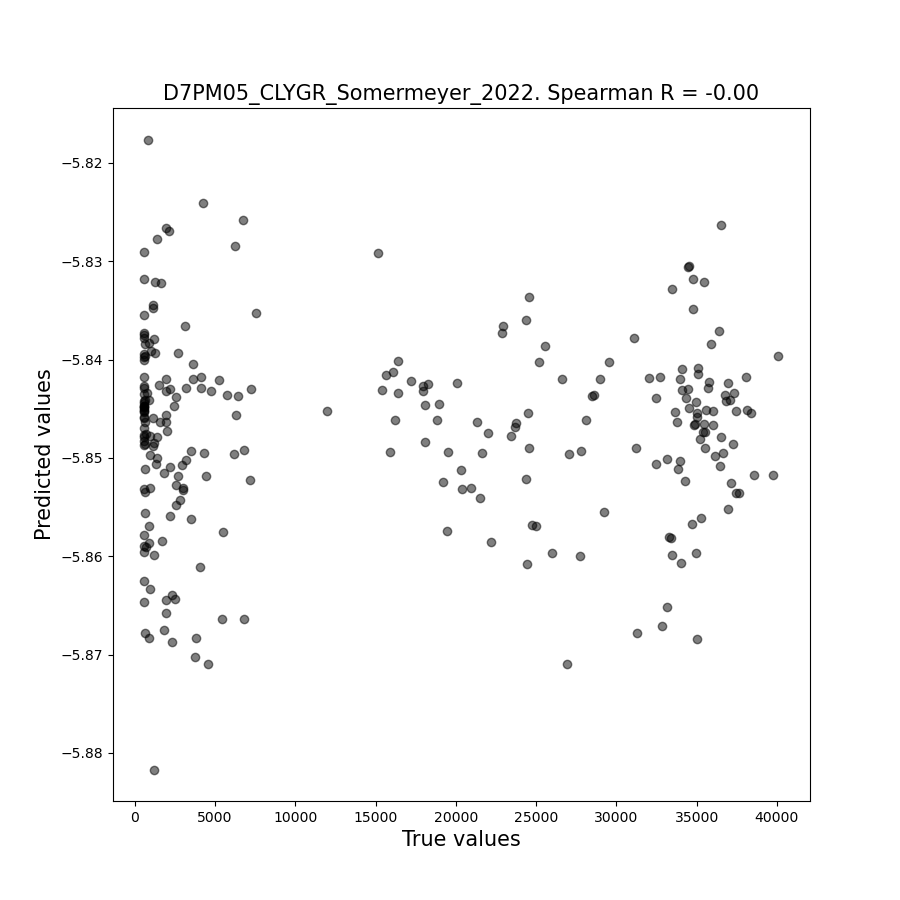 D7PM05_CLYGR_Somermeyer_2022. Spearman R = -0.00
Predicted values
−5.82
−5.83
−5.84
−5.85
−5.86
−5.87
−5.88
0 5000 10000 15000 20000 25000 30000 35000 40000
True values